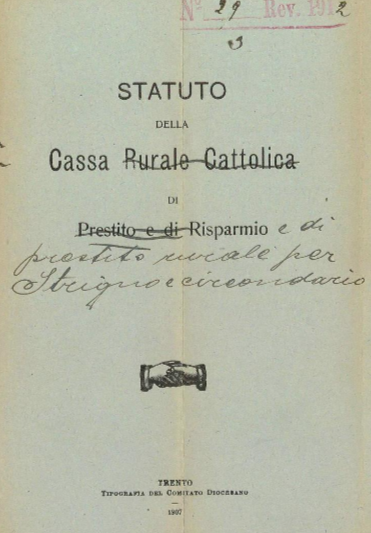 Nº 29 Rev. 1912
3
STATUTO
DELLA
Cassa Rurale Cattolica
DI
Prestito e di Risparmio e di
prestito rurale per
Strigno e circondario
TRENTO
TIPOGRAFIA DEL COMITATO DIOCESANO
1907